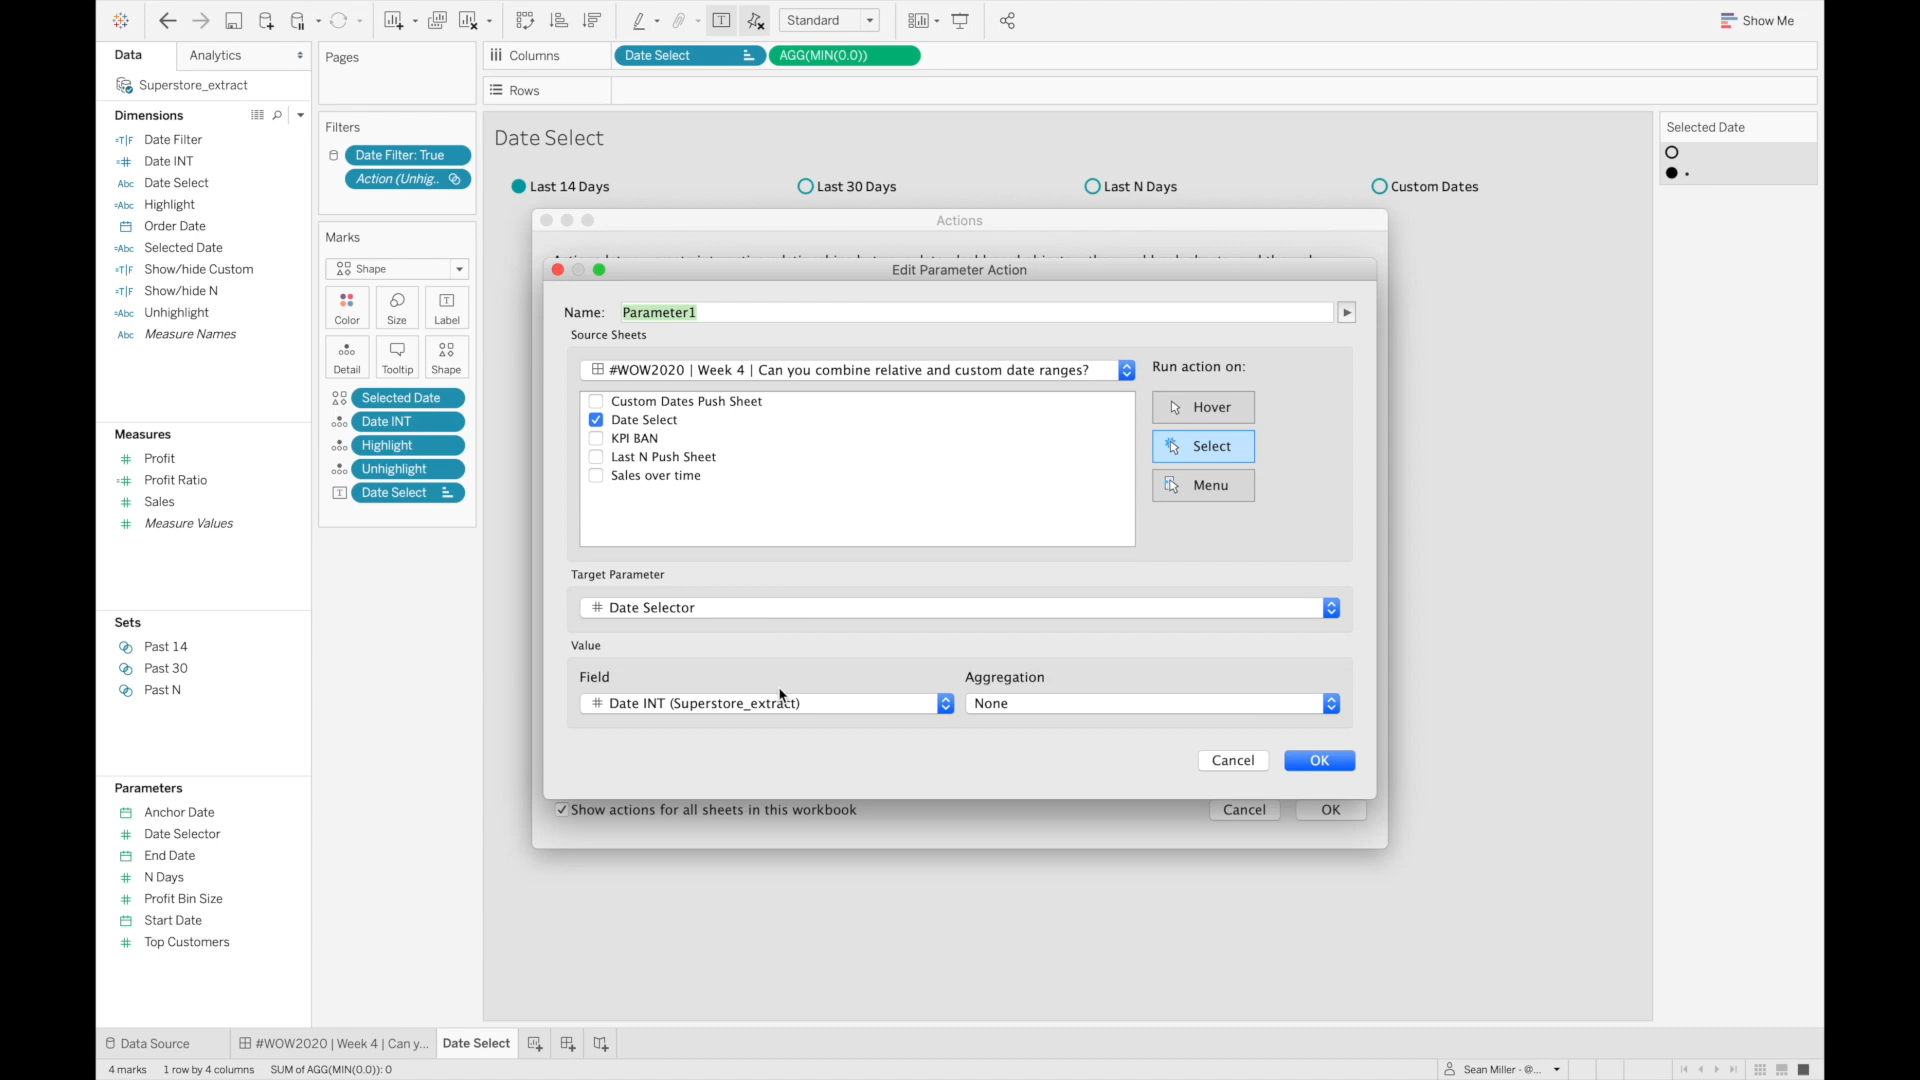 Standard
Show Me
Data
Analytics
Pages
Columns
Date Select
AGG(MIN(0.0))
Superstore_extract
Rows
Dimensions
Filters
Date Filter: True
Action (Unhig..
Date Select
Selected Date
Date Filter
Date INT
Abc Date Select
Abc Highlight
Order Date
Abc Selected Date
Show/hide Custom
Show/hide N
Abc Unhighlight
Abc Measure Names
Last 14 Days
Last 30 Days
Last N Days
Custom Dates
Marks
Shape
Color
Size
Label
Detail
Tooltip
Shape
Selected Date
Date INT
Highlight
Unhighlight
Date Select
Actions
Edit Parameter Action
Name: Parameter1
Source Sheets
#WOW2020 | Week 4 | Can you combine relative and custom date ranges?
Run action on:
Custom Dates Push Sheet
Date Select
KPI BAN
Last N Push Sheet
Sales over time
Hover
Select
Menu
Target Parameter
Date Selector
Value
Field
Aggregation
Date INT (Superstore_extract)
None
Cancel
OK
Show actions for all sheets in this workbook
Cancel
OK
Measures
Profit
Profit Ratio
Sales
Measure Values
Sets
Past 14
Past 30
Past N
Parameters
Anchor Date
Date Selector
End Date
N Days
Profit Bin Size
Start Date
Top Customers
Data Source
#WOW2020 | Week 4 | Can y...
Date Select
4 marks
1 row by 4 columns
SUM of AGG(MIN(0.0)): 0
Sean Miller - @...